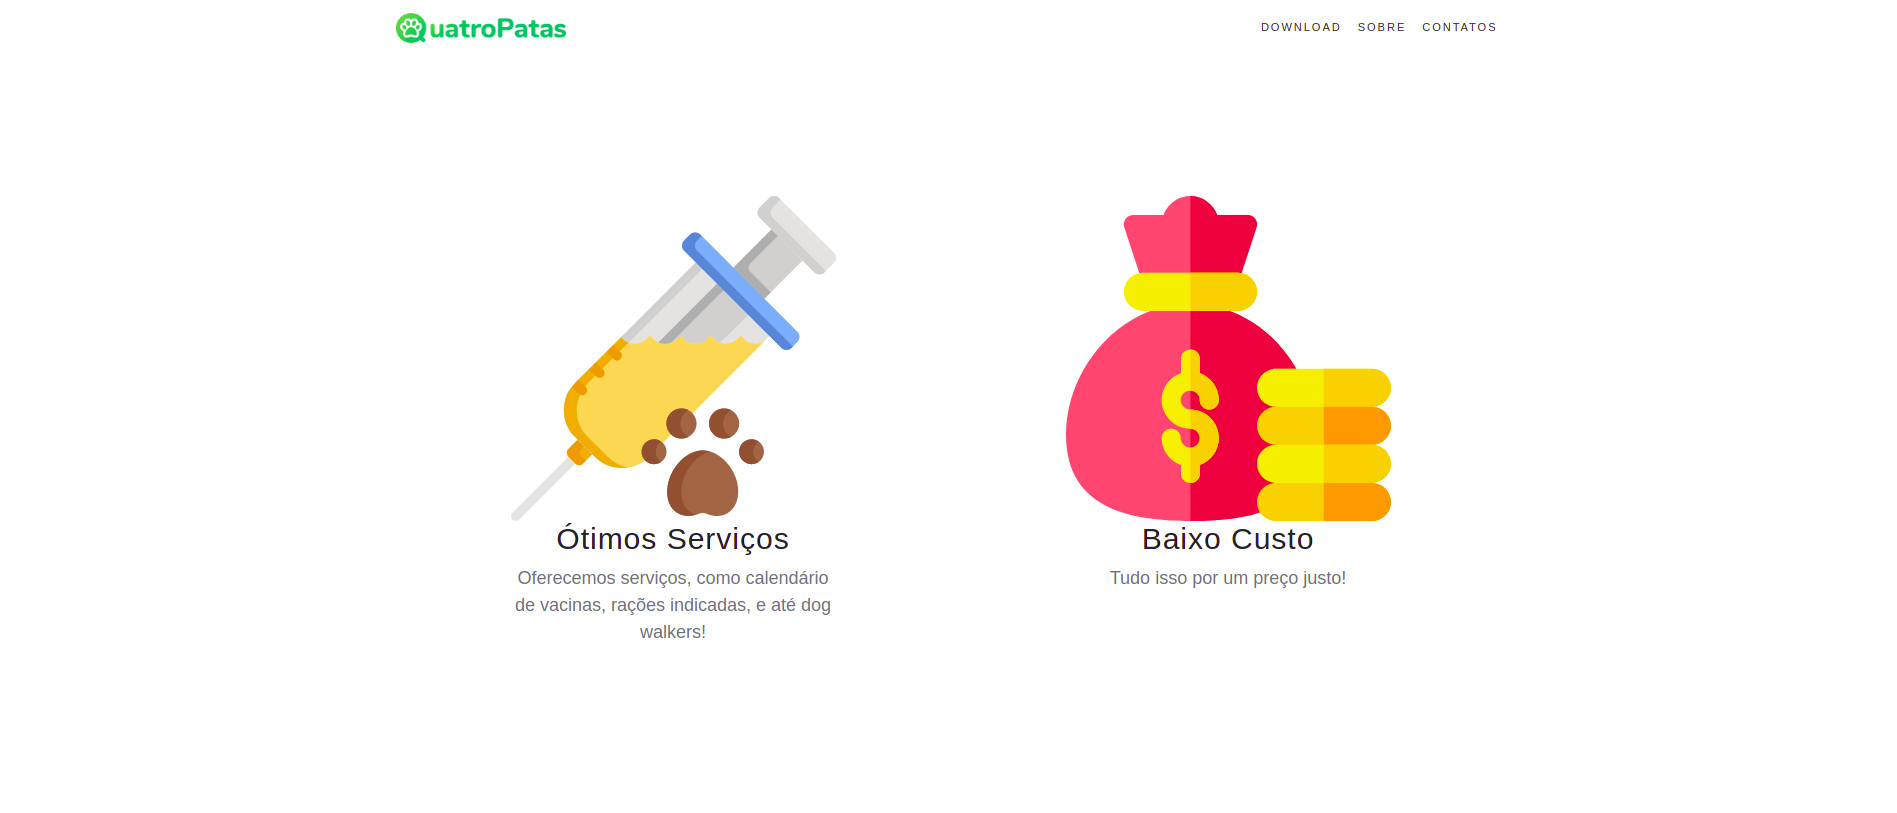 QuatroPatas
DOWNLOAD SOBRE CONTATOS
$
Ótimos Serviços
Oferecemos serviços, como calendário
de vacinas, rações indicadas, e até dog
walkers!
Baixo Custo
Tudo isso por um preço justo!